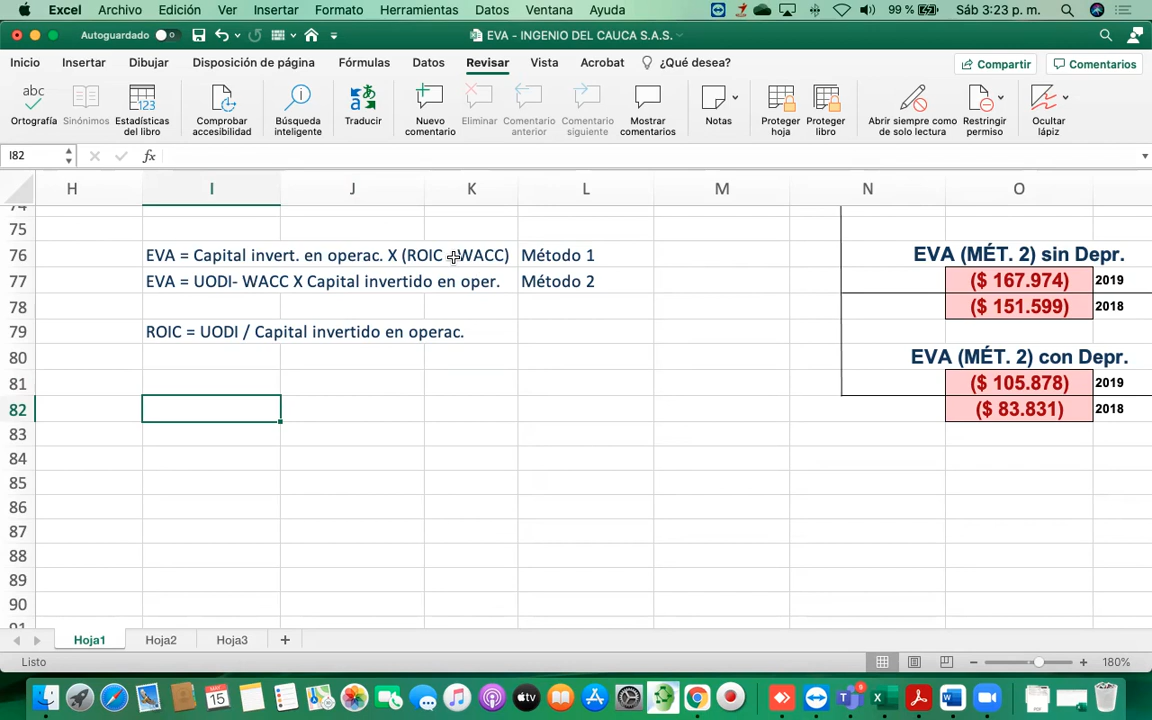 Excel Archivo Edición Ver Insertar Formato Herramientas Datos Ventana Ayuda 99 % Sáb 3:23 p. m.
Autoguardado EVA - INGENIO DEL CAUCA S.A.S.
Inicio Insertar Dibujar Disposición de página Fórmulas Datos Revisar Vista Acrobat ¿Qué desea? Compartir Comentarios
abc 123
Ortografía Sinónimos Estadísticas del libro Comprobar accesibilidad Búsqueda inteligente Traducir Nuevo comentario Eliminar Comentario anterior Comentario siguiente Mostrar comentarios Notas Proteger hoja Proteger libro Abrir siempre como de solo lectura Restringir permiso Ocultar lápiz
I82 fx
H I J K L M N O
74
75
76 EVA = Capital invert. en operac. X (ROIC - WACC) Método 1 EVA (MÉT. 2) sin Depr.
77 EVA = UODI- WACC X Capital invertido en oper. Método 2 ($ 167.974) 2019
78 ($ 151.599) 2018
79 ROIC = UODI / Capital invertido en operac.
80 EVA (MÉT. 2) con Depr.
81 ($ 105.878) 2019
82 ($ 83.831) 2018
83
84
85
86
87
88
89
90
91
Hoja1 Hoja2 Hoja3 +
Listo 180%